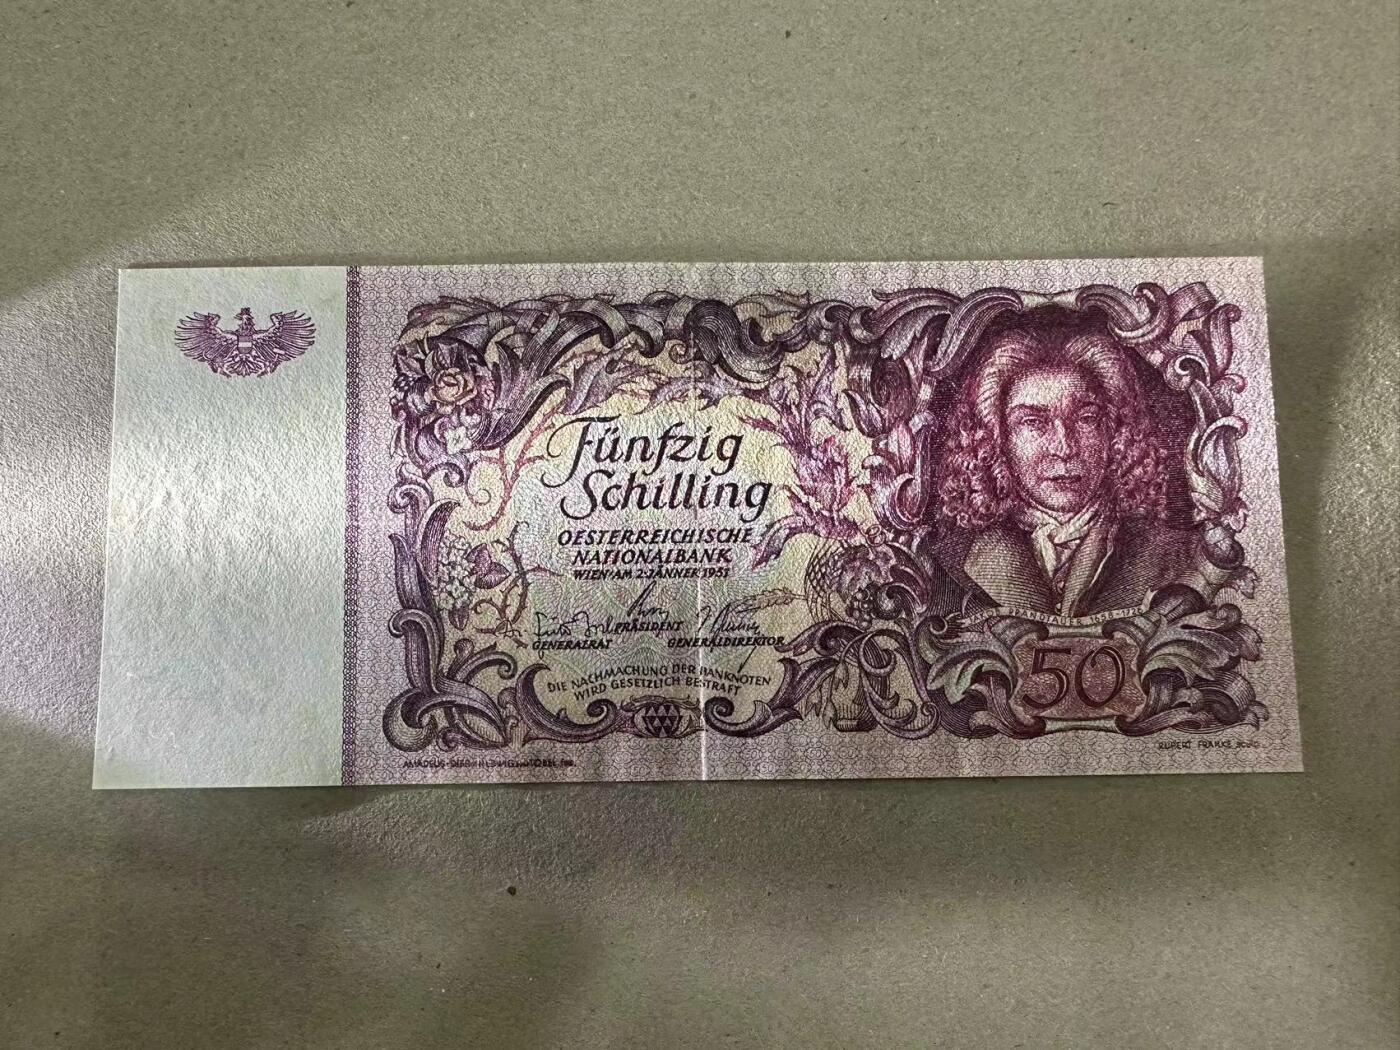 Fünfzig
Schilling
OESTERREICHISCHE
NATIONALBANK
WIEN·AM 2·JÄNNER 1951
PRÄSIDENT
GENERALRAT GENERALDIREKTOR
DIE NACHMACHUNG DER BANKNOTEN
WIRD GESETZLICH BESTRAFT
PRANDTAUER
50
RUPERT FRANKE